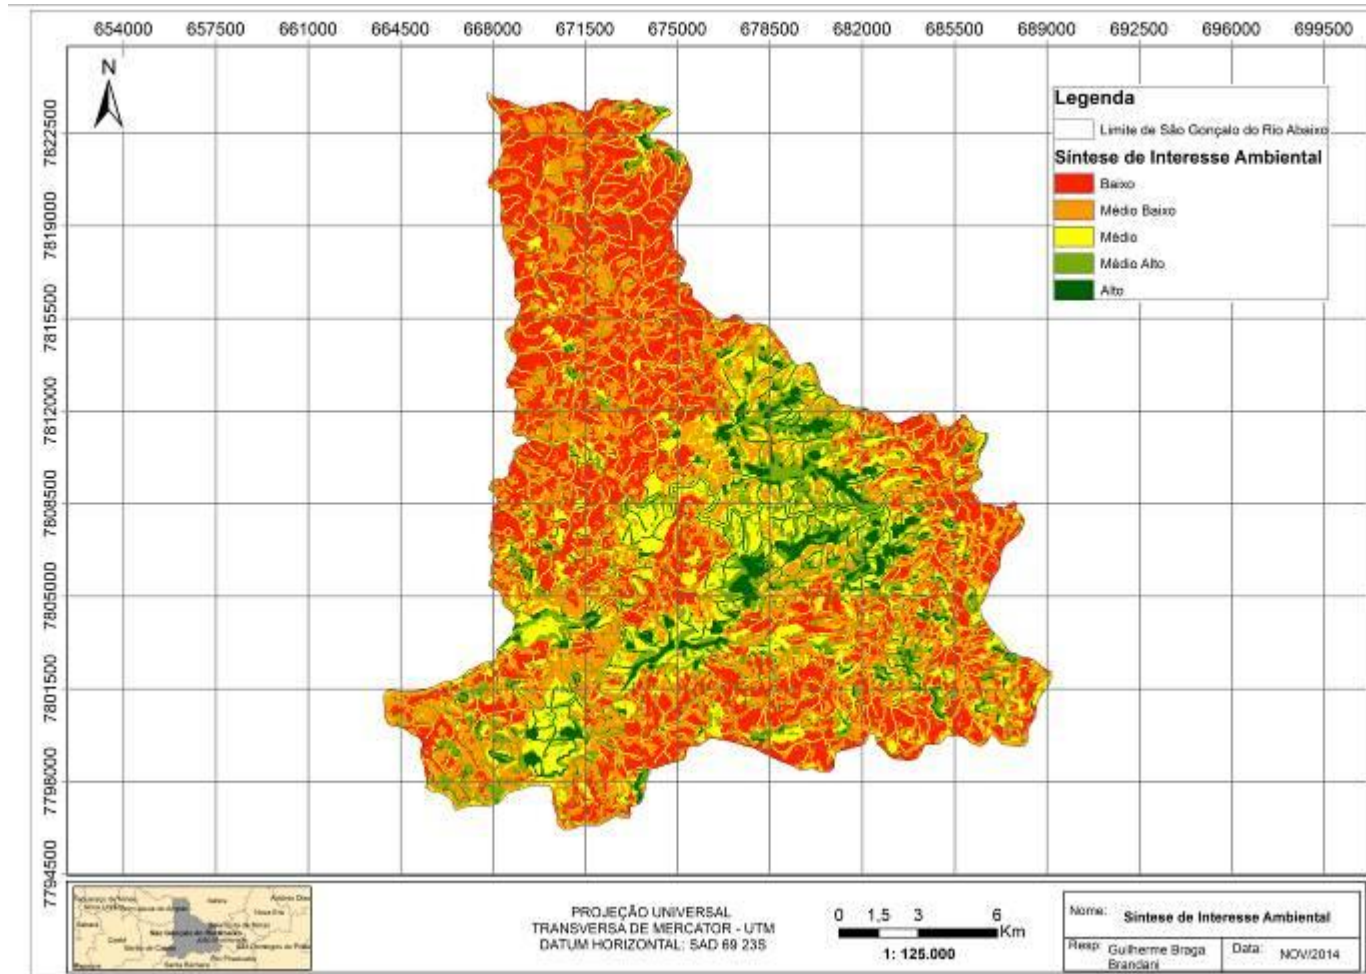 654000 657500 661000 664500 668000 671500 675000 678500 682000 685500 689000 692500 696000 699500
N
7822500
7819000
7815500
7812000
7808500
7805000
7801500
7798000
7794500
Legenda
Limite de São Gonçalo do Rio Abaixo
Síntese de Interesse Ambiental
Baixo
Médio Baixo
Médio
Médio Alto
Alto
PROJEÇÃO UNIVERSAL
TRANSVERSA DE MERCATOR - UTM
DATUM HORIZONTAL: SAD 69 23S
0 1,5 3 6
Km
1: 125.000
Nome: Síntese de Interesse Ambiental
Resp: Guilherme Braga
Brandani
Data: NOV/2014